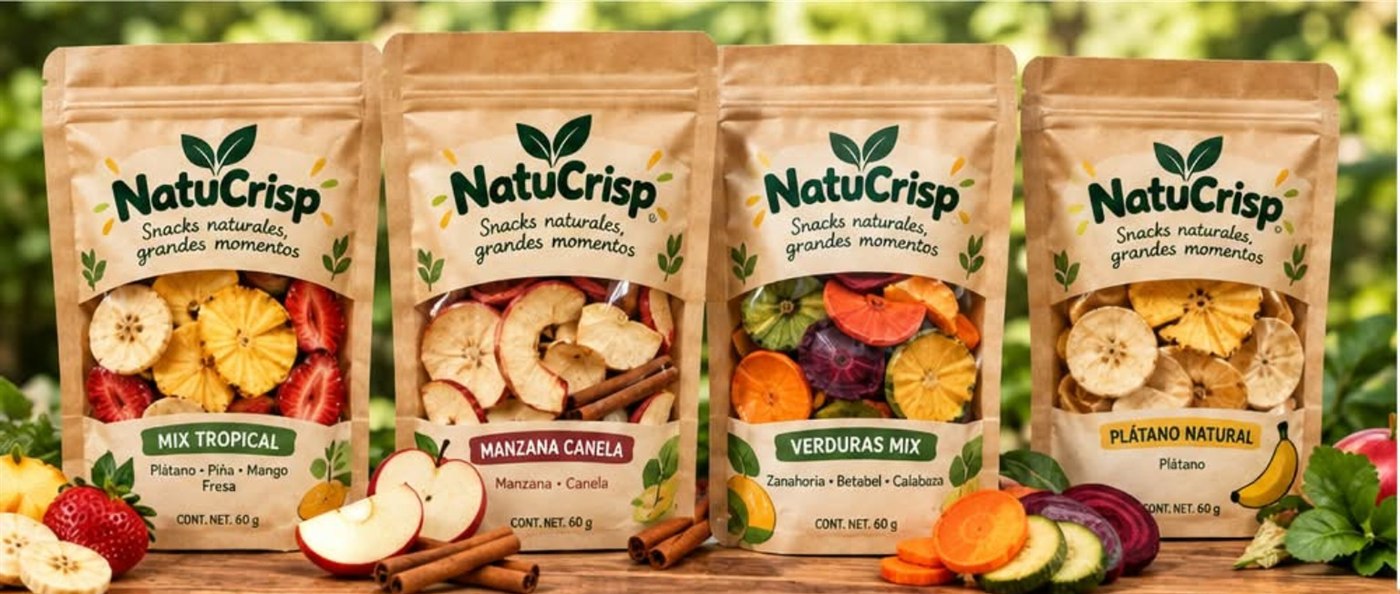 NatuCrisp
Snacks naturales,
grandes momentos
MIX TROPICAL
Plátano • Piña • Mango
Fresa
CONT. NET. 60 g
NatuCrisp
Snacks naturales,
grandes momentos
MANZANA CANELA
Manzana • Canela
CONT. NET. 60 g
NatuCrisp
Snacks naturales,
grandes momentos
VERDURAS MIX
Zanahoria • Betabel • Calabaza
CONT. NET. 60 g
NatuCrisp
Snacks naturales,
grandes momentos
PLÁTANO NATURAL
Plátano
CONT. NET. 60 g